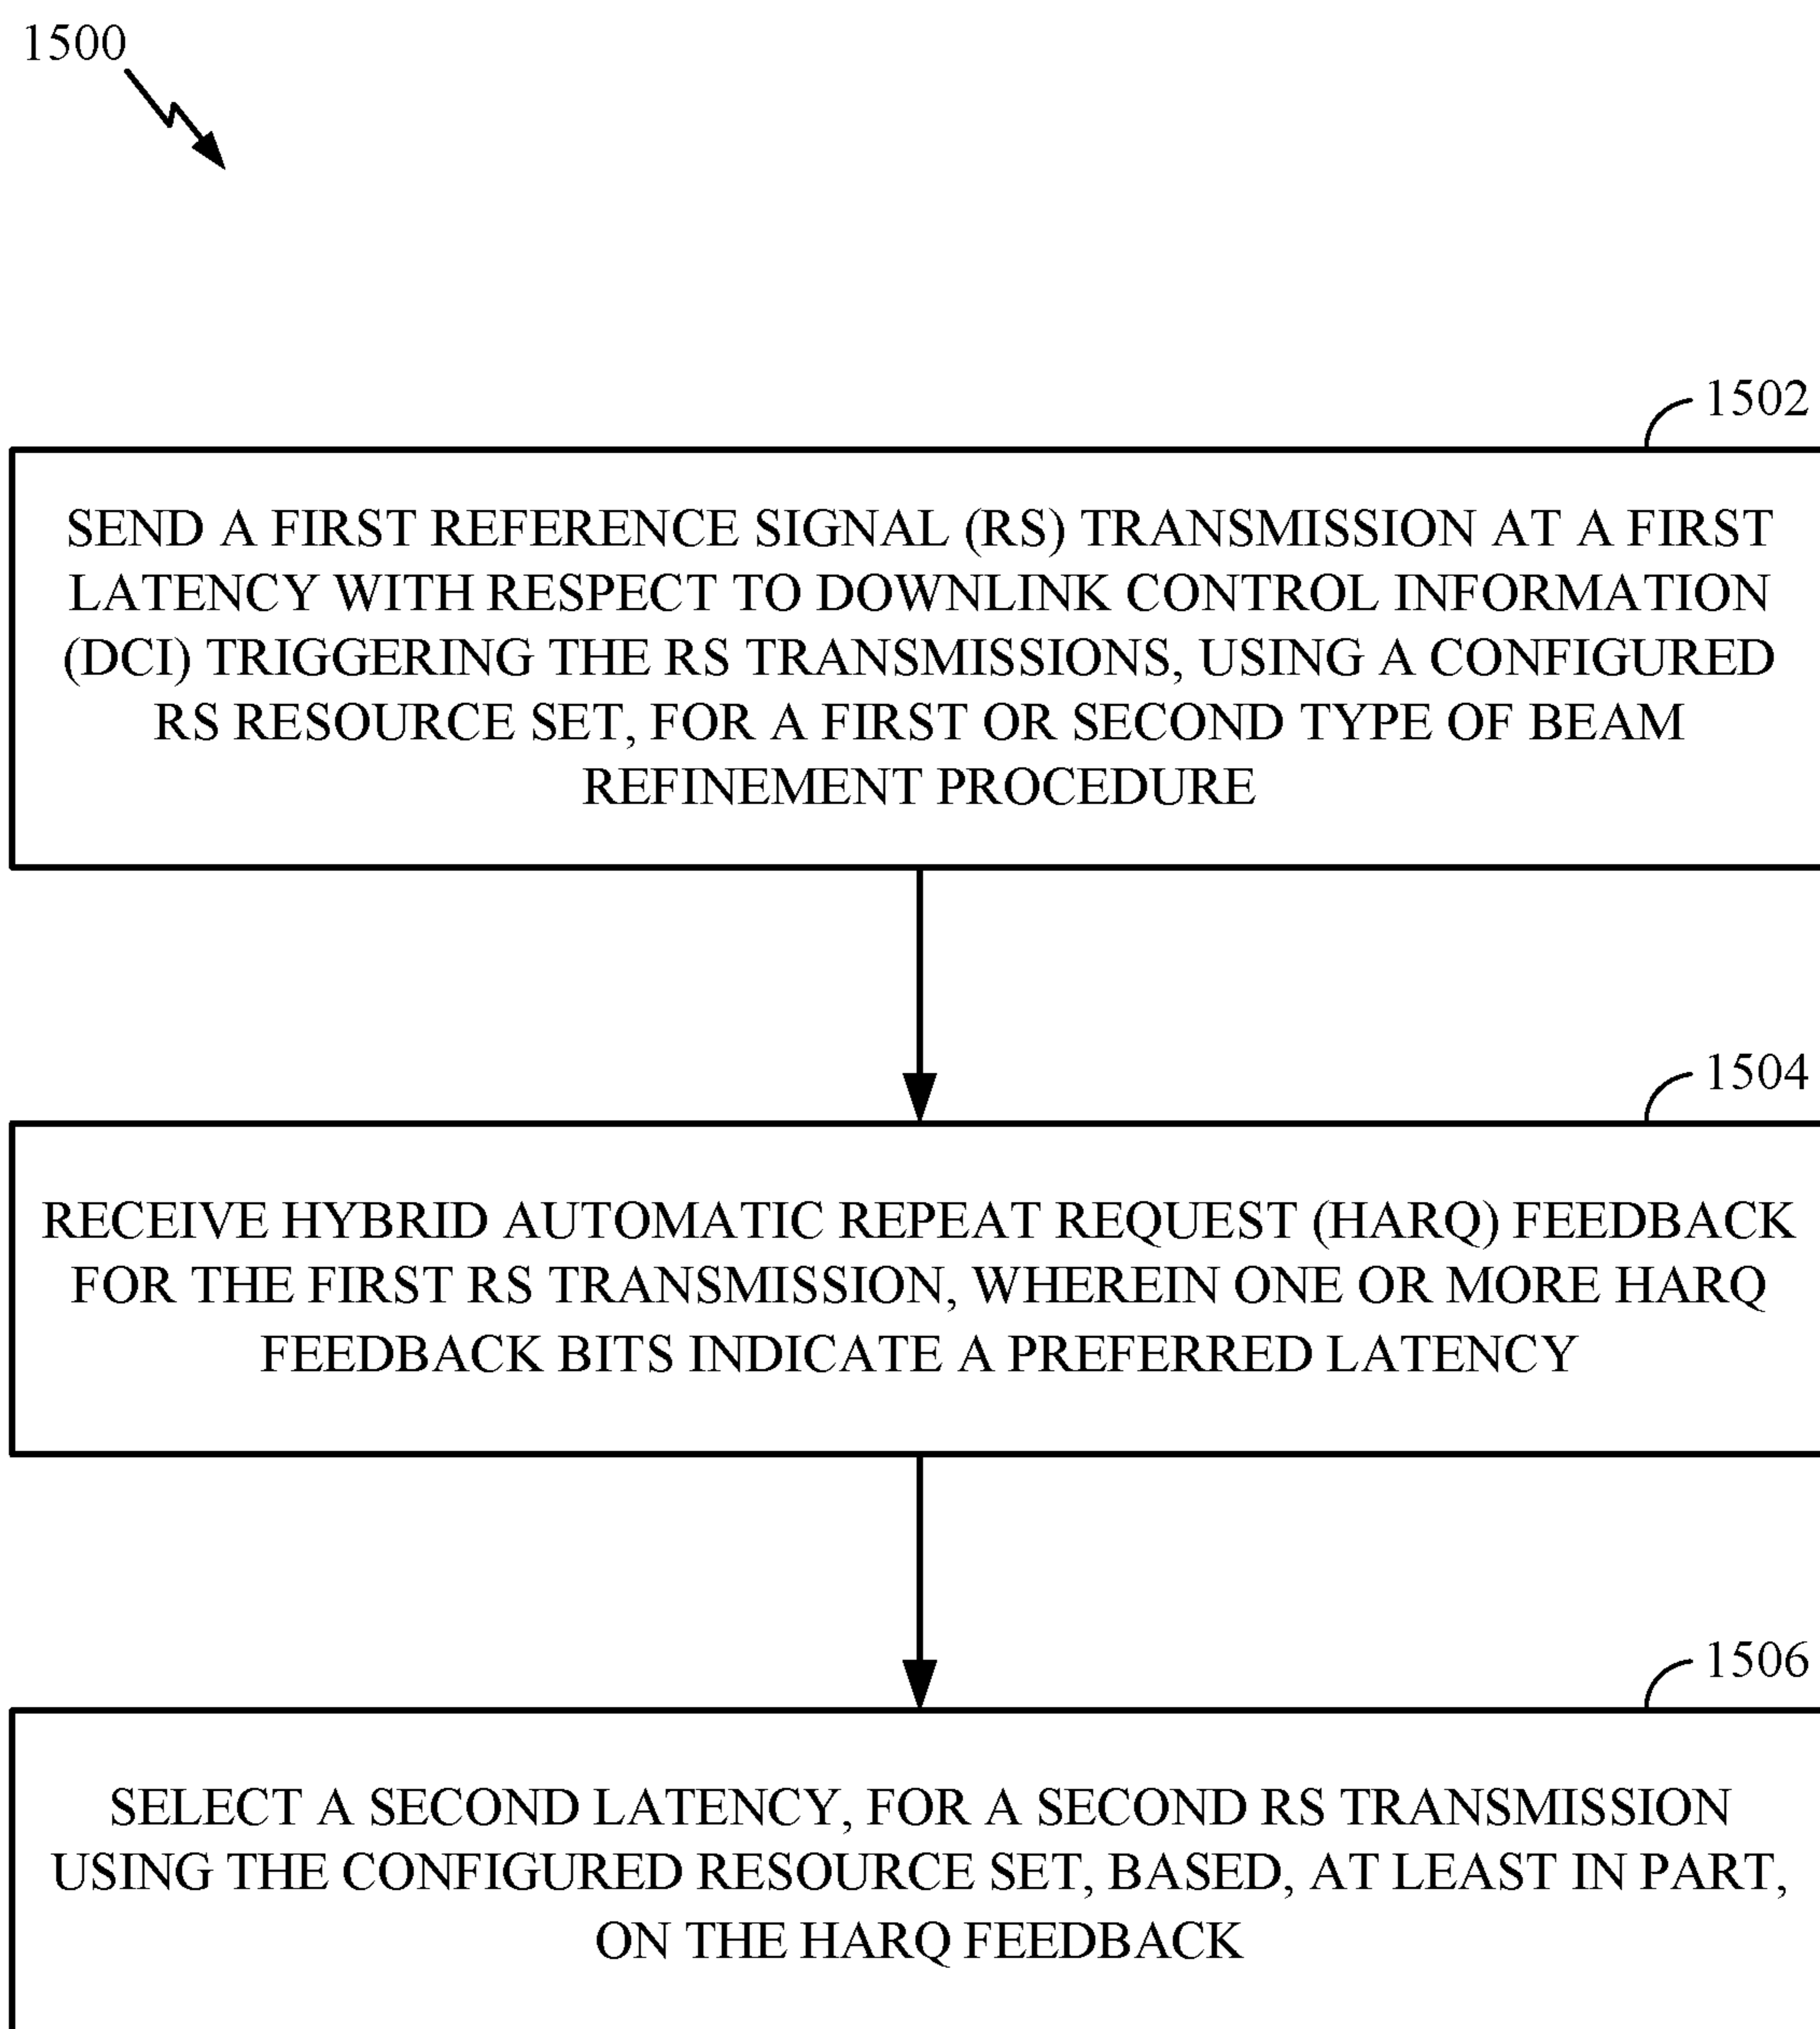 1500
1502
SEND A FIRST REFERENCE SIGNAL (RS) TRANSMISSION AT A FIRST
LATENCY WITH RESPECT TO DOWNLINK CONTROL INFORMATION
(DCI) TRIGGERING THE RS TRANSMISSIONS, USING A CONFIGURED
RS RESOURCE SET, FOR A FIRST OR SECOND TYPE OF BEAM
REFINEMENT PROCEDURE
1504
RECEIVE HYBRID AUTOMATIC REPEAT REQUEST (HARQ) FEEDBACK
FOR THE FIRST RS TRANSMISSION, WHEREIN ONE OR MORE HARQ
FEEDBACK BITS INDICATE A PREFERRED LATENCY
1506
SELECT A SECOND LATENCY, FOR A SECOND RS TRANSMISSION
USING THE CONFIGURED RESOURCE SET, BASED, AT LEAST IN PART,
ON THE HARQ FEEDBACK